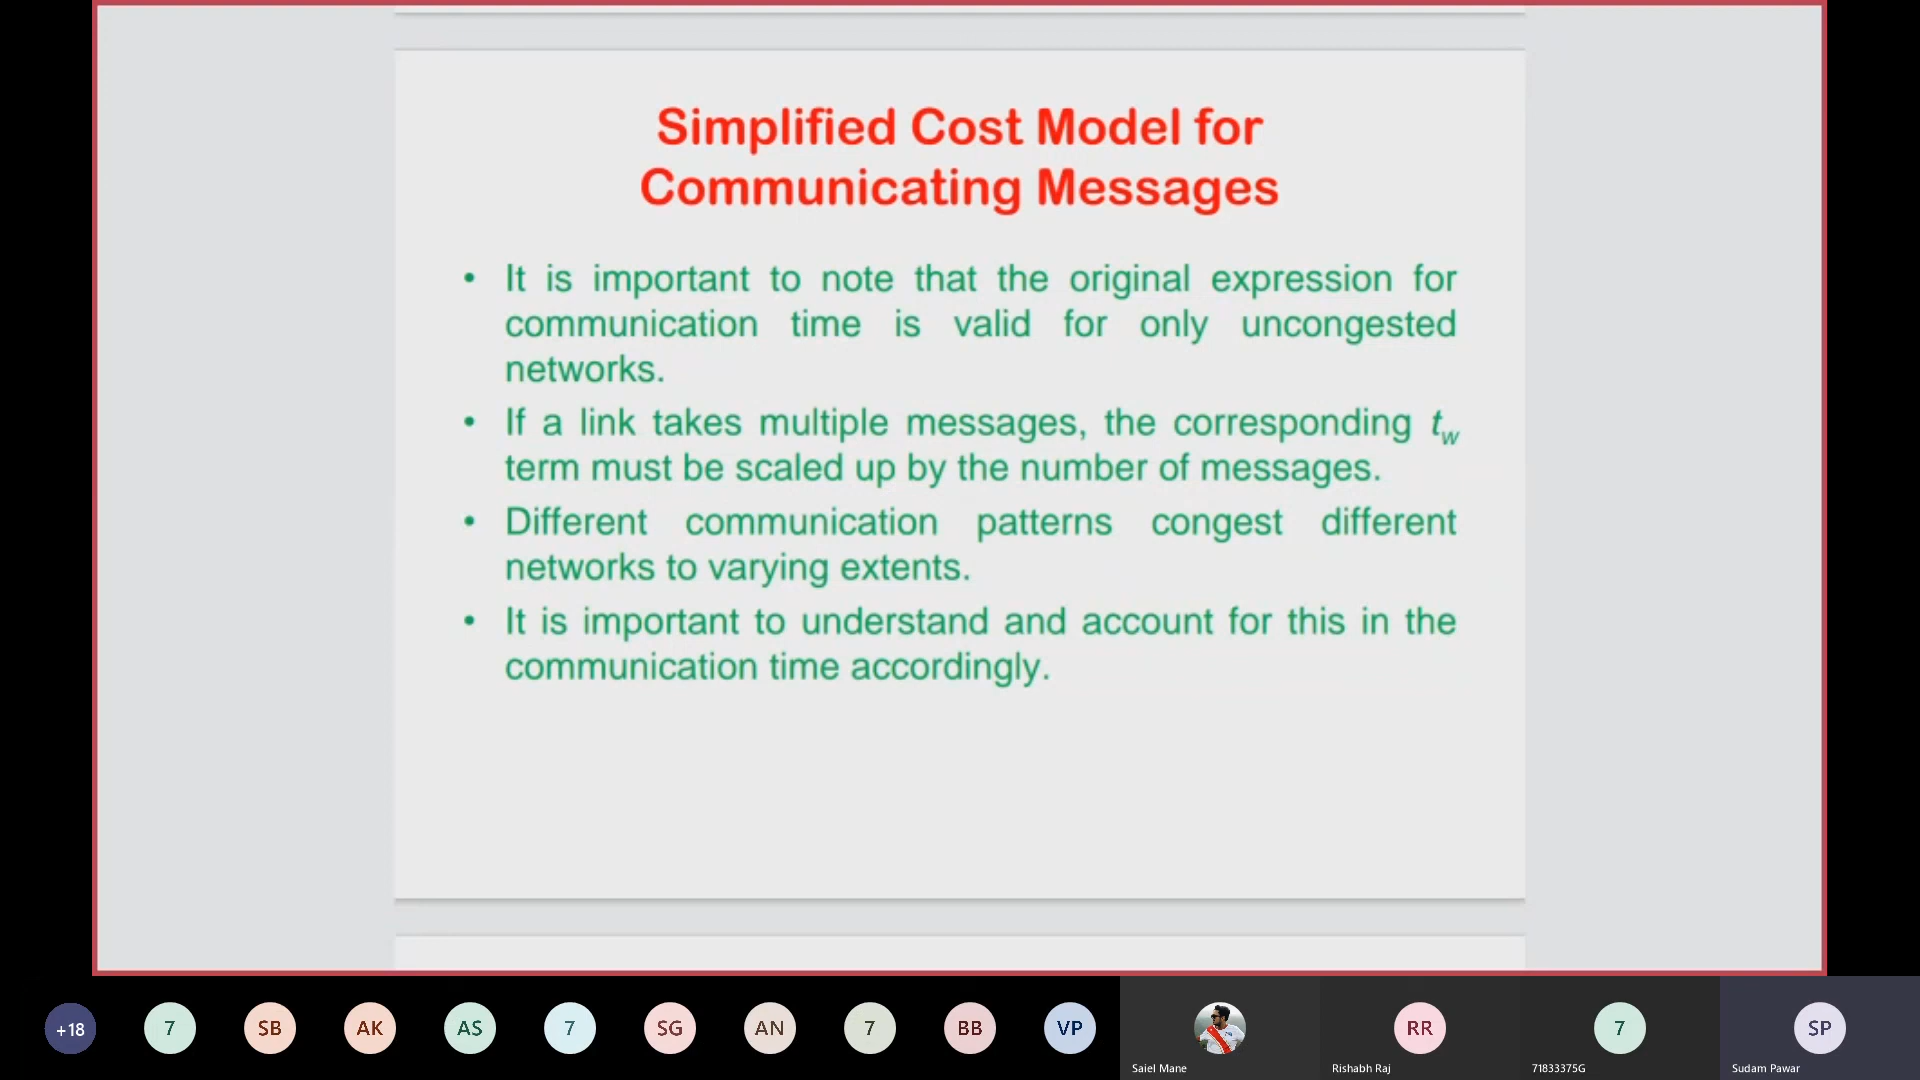 Simplified Cost Model for
Communicating Messages
• It is important to note that the original expression for
communication time is valid for only uncongested
networks.
• If a link takes multiple messages, the corresponding tw
term must be scaled up by the number of messages.
• Different communication patterns congest different
networks to varying extents.
• It is important to understand and account for this in the
communication time accordingly.
+18
7
SB
AK
AS
7
SG
AN
7
BB
VP
RR
7
SP
Saiel Mane
Rishabh Raj
71833375G
Sudam Pawar